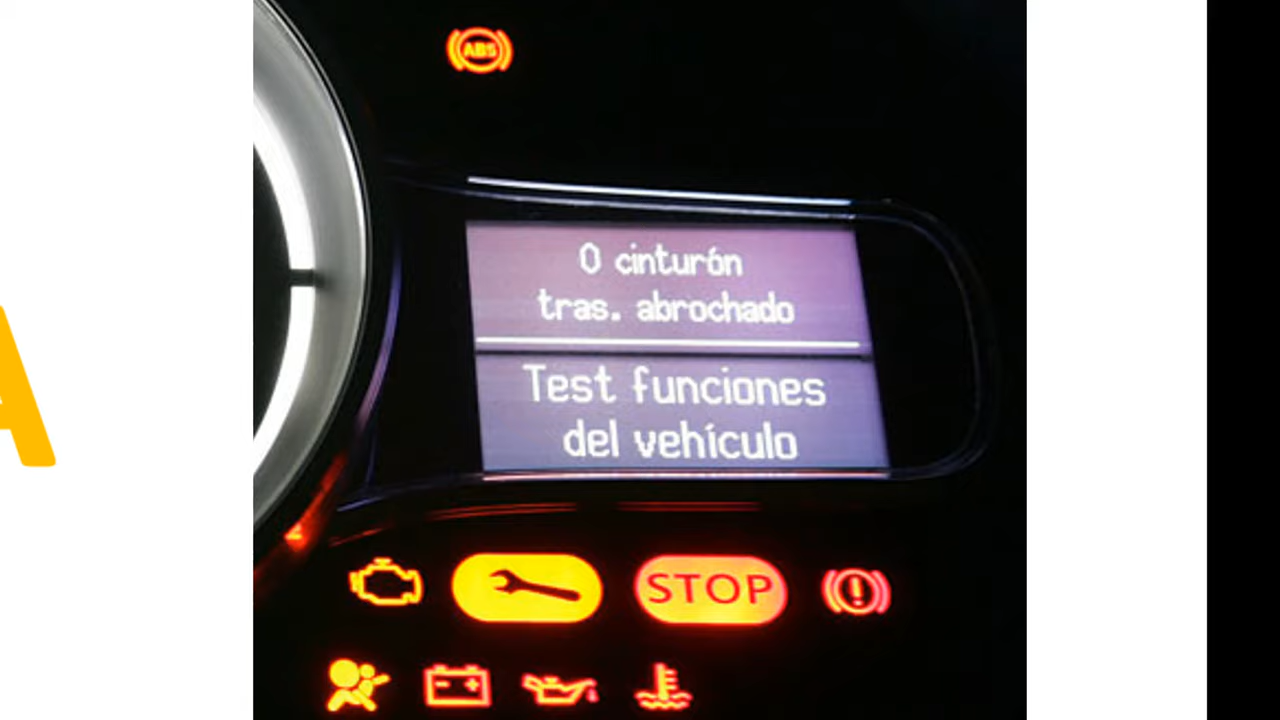 ABS
0 cinturón
tras. abrochado
Test funciones
del vehículo
STOP
A